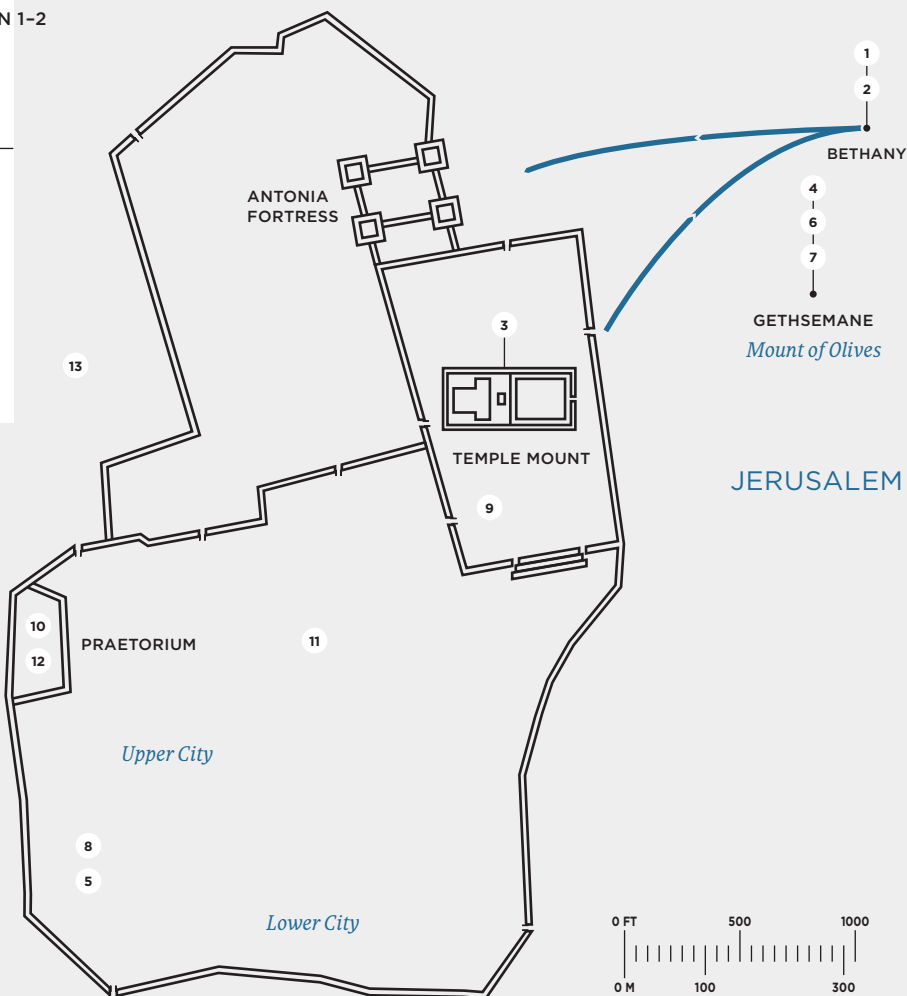 N 1–2
1
2
BETHANY
ANTONIA
FORTRESS
4
6
7
GETHSEMANE
Mount of Olives
3
13
TEMPLE MOUNT
JERUSALEM
9
10
12
PRAETORIUM
11
Upper City
8
5
Lower City
0 FT 500 1000
0 M 100 300